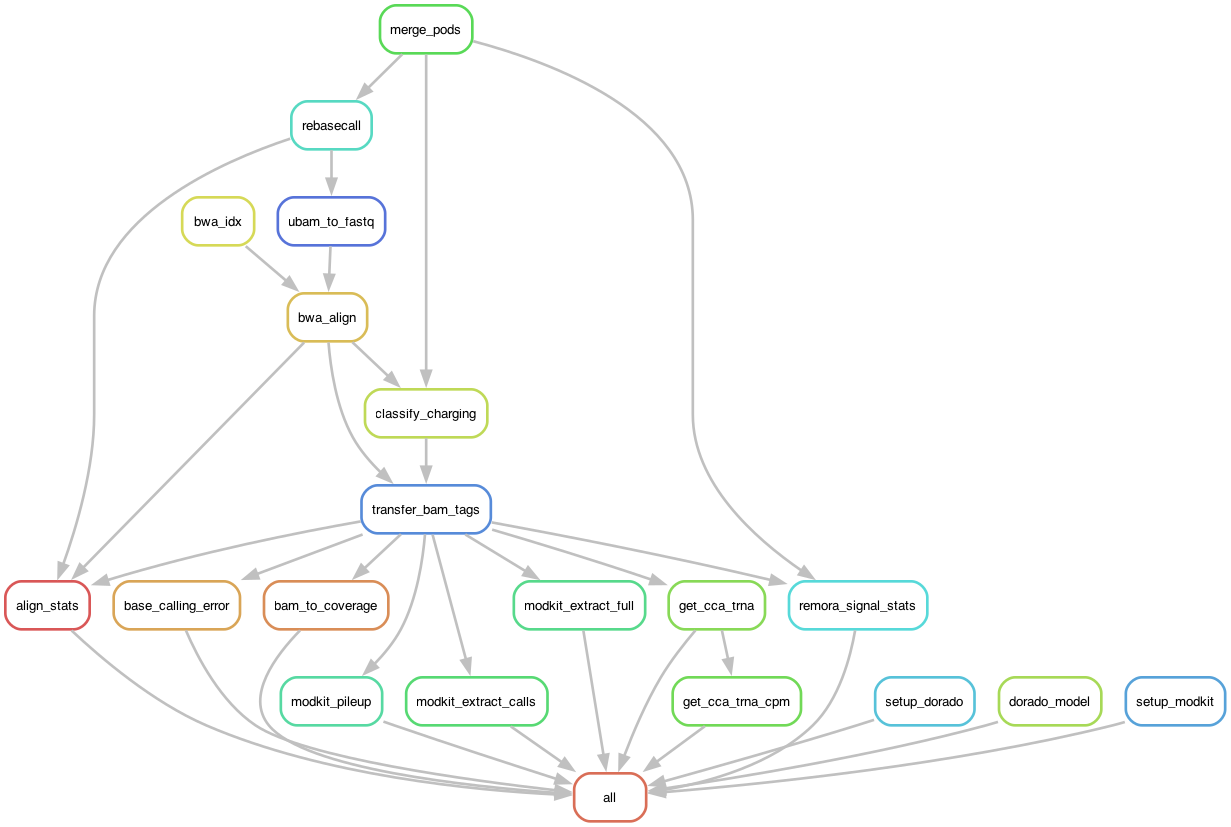 merge_pods
rebasecall
bwa_idx
ubam_to_fastq
bwa_align
classify_charging
transfer_bam_tags
align_stats
base_calling_error
bam_to_coverage
modkit_extract_full
get_cca_trna
remora_signal_stats
modkit_pileup
modkit_extract_calls
get_cca_trna_cpm
setup_dorado
dorado_model
setup_modkit
all